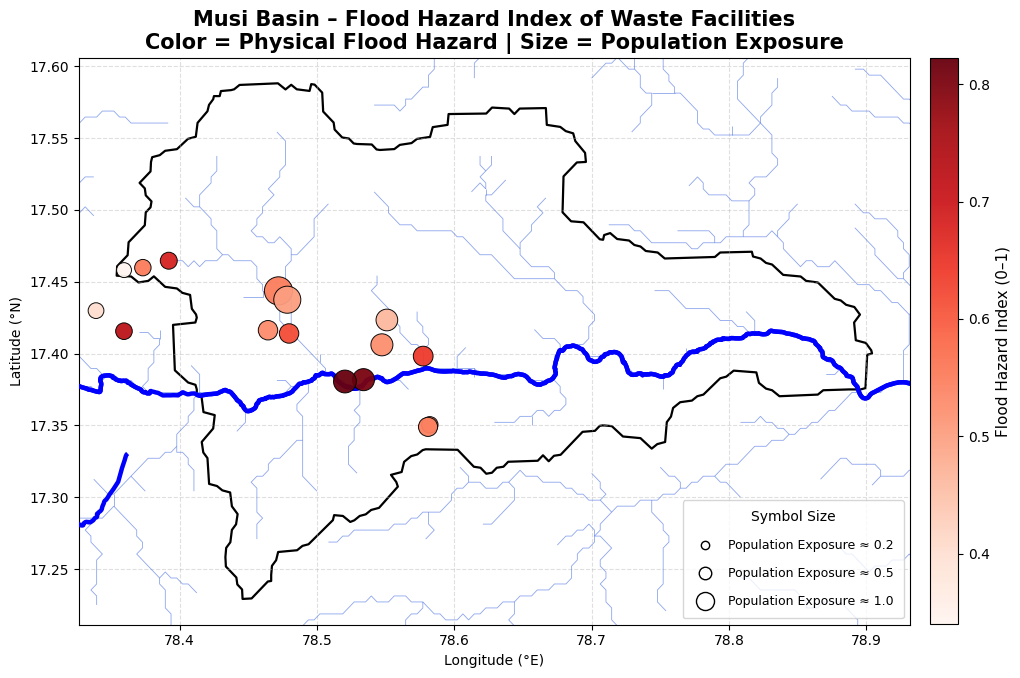 Musi Basin – Flood Hazard Index of Waste Facilities
Color = Physical Flood Hazard | Size = Population Exposure
17.60
17.55
17.50
17.45
17.40
17.35
17.30
17.25
Latitude (°N)
78.4
78.5
78.6
78.7
78.8
78.9
Longitude (°E)
Symbol Size
Population Exposure ≈ 0.2
Population Exposure ≈ 0.5
Population Exposure ≈ 1.0
0.8
0.7
0.6
0.5
0.4
Flood Hazard Index (0–1)